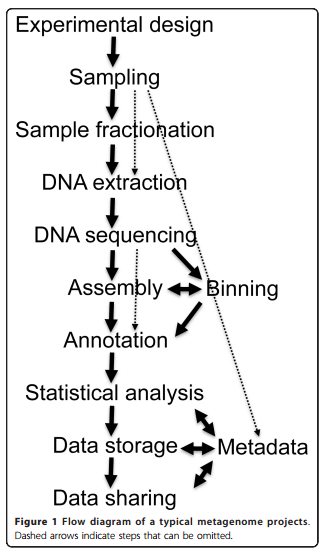 Experimental design
Sampling
Sample fractionation
DNA extraction
DNA sequencing
Assembly Binning
Annotation
Statistical analysis
Data storage Metadata
Data sharing
Figure 1 Flow diagram of a typical metagenome projects.
Dashed arrows indicate steps that can be omitted.